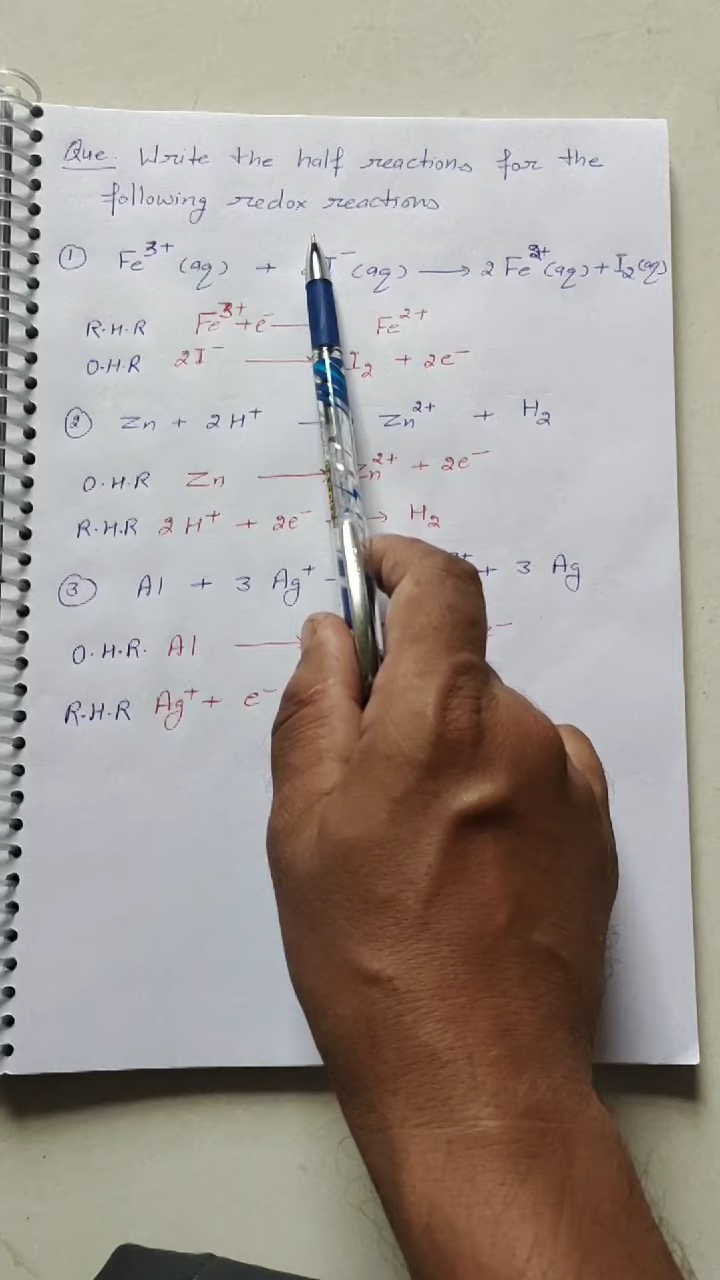 Que. Write the half reactions for the
following redox reactions
① Fe³⁺ (aq) + I⁻ (aq) ⟶ 2 Fe²⁺(aq) + I₂(aq)
R.H.R Fe³⁺ + e⁻ ⟶ Fe²⁺
O.H.R 2I⁻ ⟶ I₂ + 2e⁻
② Zn + 2H⁺ ⟶ Zn²⁺ + H₂
O.H.R Zn ⟶ Zn²⁺ + 2e⁻
R.H.R 2H⁺ + 2e⁻ ⟶ H₂
③ Al + 3 Ag⁺ + 3 Ag
O.H.R. Al ⟶
R.H.R Ag⁺ + e⁻